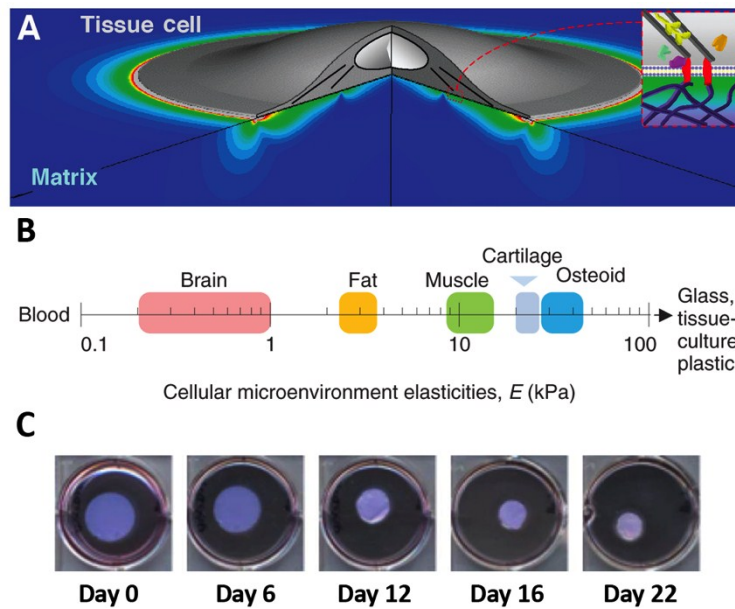 A
Tissue cell
Matrix
B
Cartilage
Brain
Fat
Muscle
Osteoid
Blood
Glass,
tissue-
culture
plastic
0.1
1
10
100
Cellular microenvironment elasticities, E (kPa)
C
Day 0
Day 6
Day 12
Day 16
Day 22